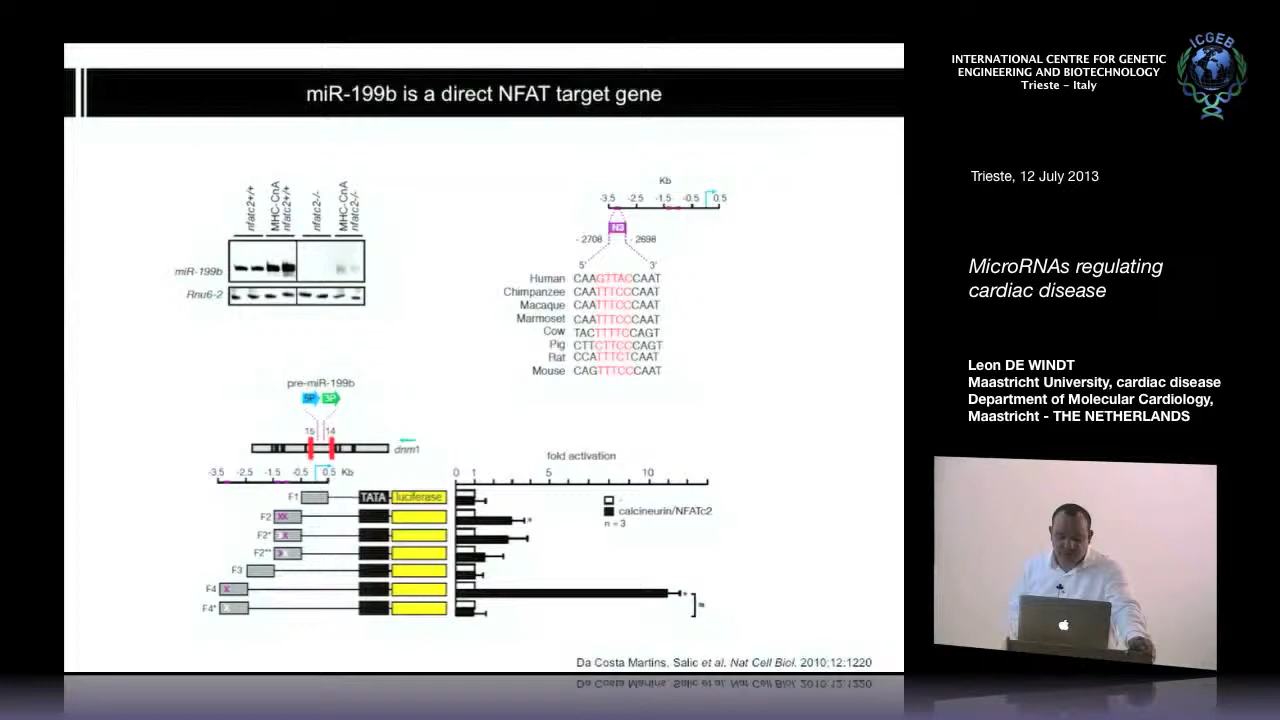 miR-199b is a direct NFAT target gene
nfatc2+/+
MHC-CnA
nfatc2+/+
nfatc2-/-
MHC-CnA
nfatc2-/-
miR-199b
Rnu6-2
Kb
-3.5 -2.5 -1.5 -0.5 0.5
N3
- 2708 - 2698
5' 3'
Human CAAGTTACCAAT
Chimpanzee CAATTTCCCAAT
Macaque CAATTTCCCAAT
Marmoset CAATTTCCCAAT
Cow TACTTTTCCAGT
Pig CTTCTTCCCAGT
Rat CCATTTCTCAAT
Mouse CAGTTTCCCAAT
pre-miR-199b
5P 3P
15 14
dnm1
-3.5 -2.5 -1.5 -0.5 0.5 Kb
fold activation
0 1 5 10
F1 TATA luciferase
F2 XX
F2*
F2**
F3
F4 X
F4* X
-
calcineurin/NFATc2
n = 3
*
*
Da Costa Martins, Salic et al. Nat Cell Biol. 2010;12:1220
INTERNATIONAL CENTRE FOR GENETIC
ENGINEERING AND BIOTECHNOLOGY
Trieste - Italy
ICGEB
Trieste, 12 July 2013
MicroRNAs regulating
cardiac disease
Leon DE WINDT
Maastricht University, cardiac disease
Department of Molecular Cardiology,
Maastricht - THE NETHERLANDS